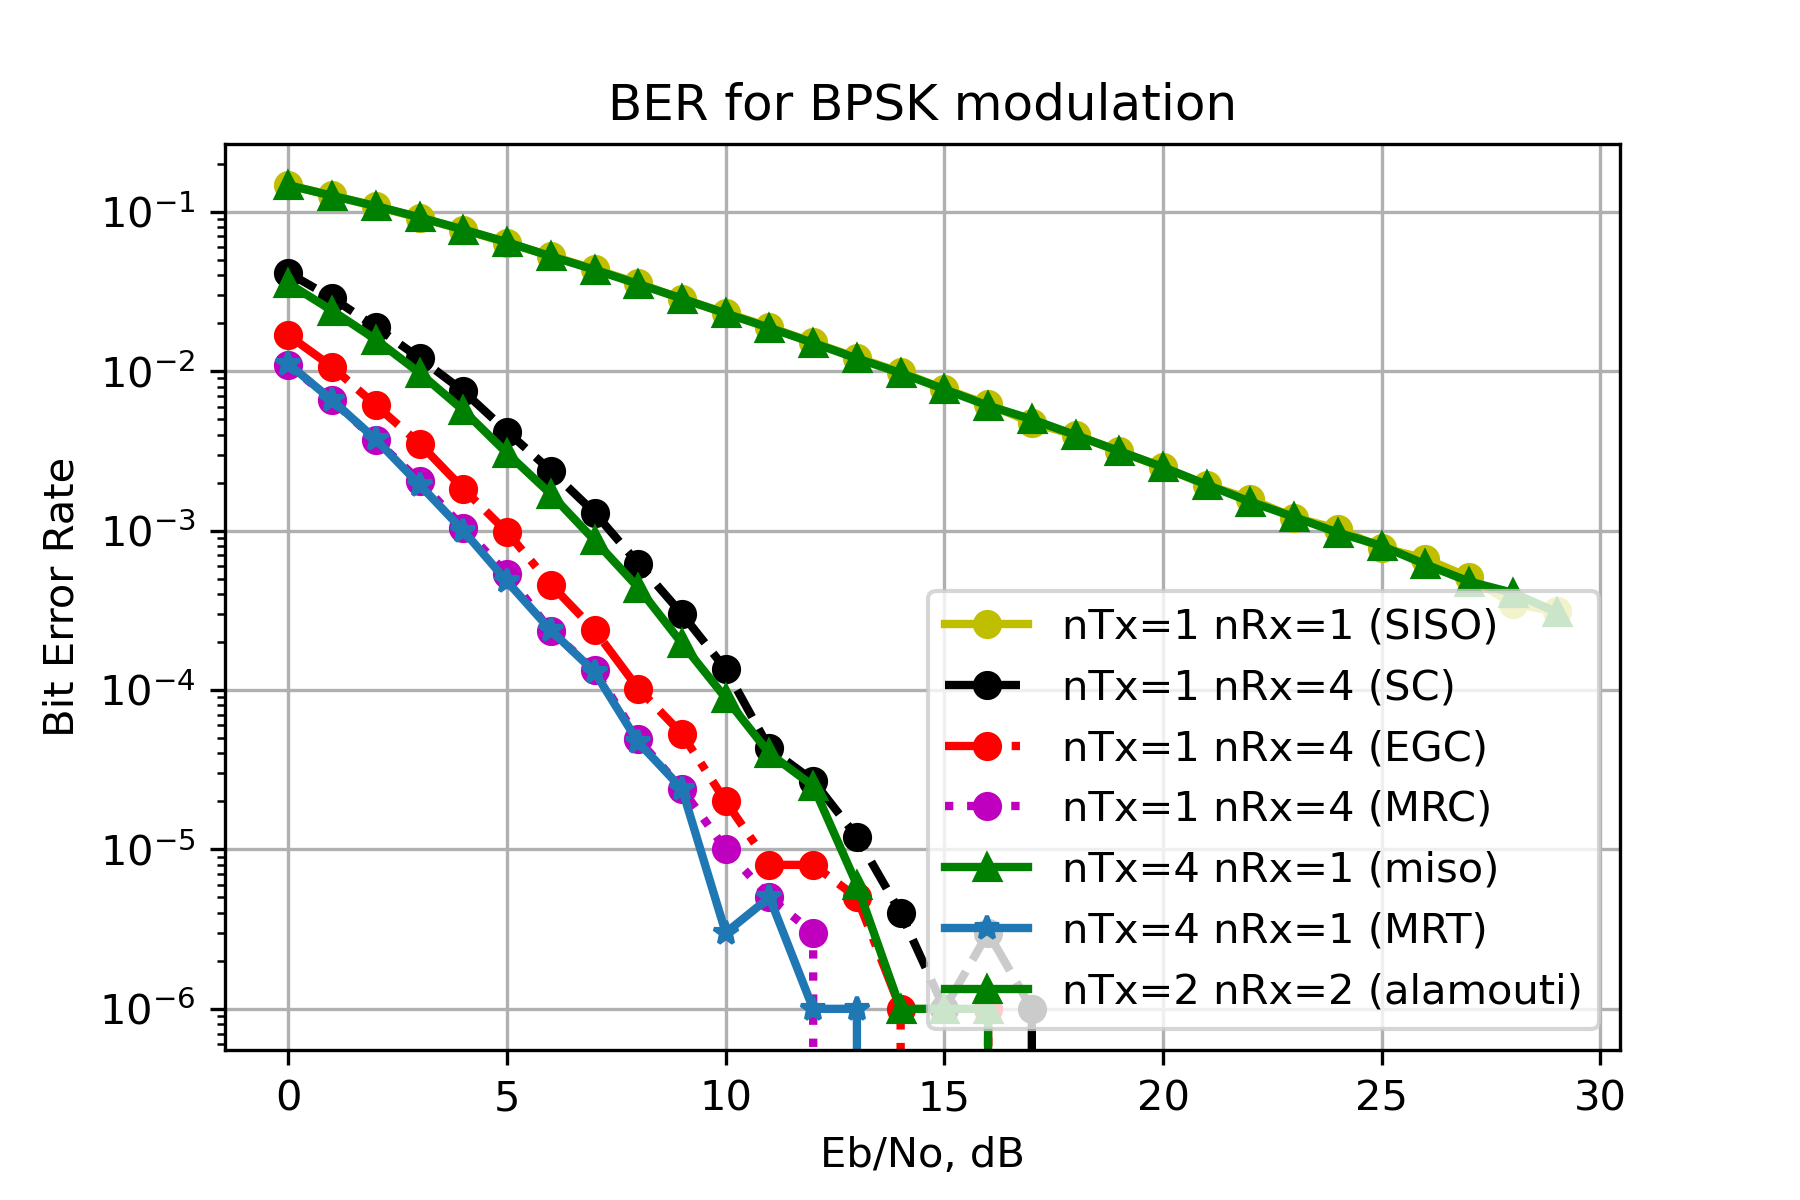 BER for BPSK modulation
10⁻¹
10⁻²
10⁻³
10⁻⁴
10⁻⁵
10⁻⁶
Bit Error Rate
nTx=1 nRx=1 (SISO)
nTx=1 nRx=4 (SC)
nTx=1 nRx=4 (EGC)
nTx=1 nRx=4 (MRC)
nTx=4 nRx=1 (miso)
nTx=4 nRx=1 (MRT)
nTx=2 nRx=2 (alamouti)
0 5 10 15 20 25 30
Eb/No, dB